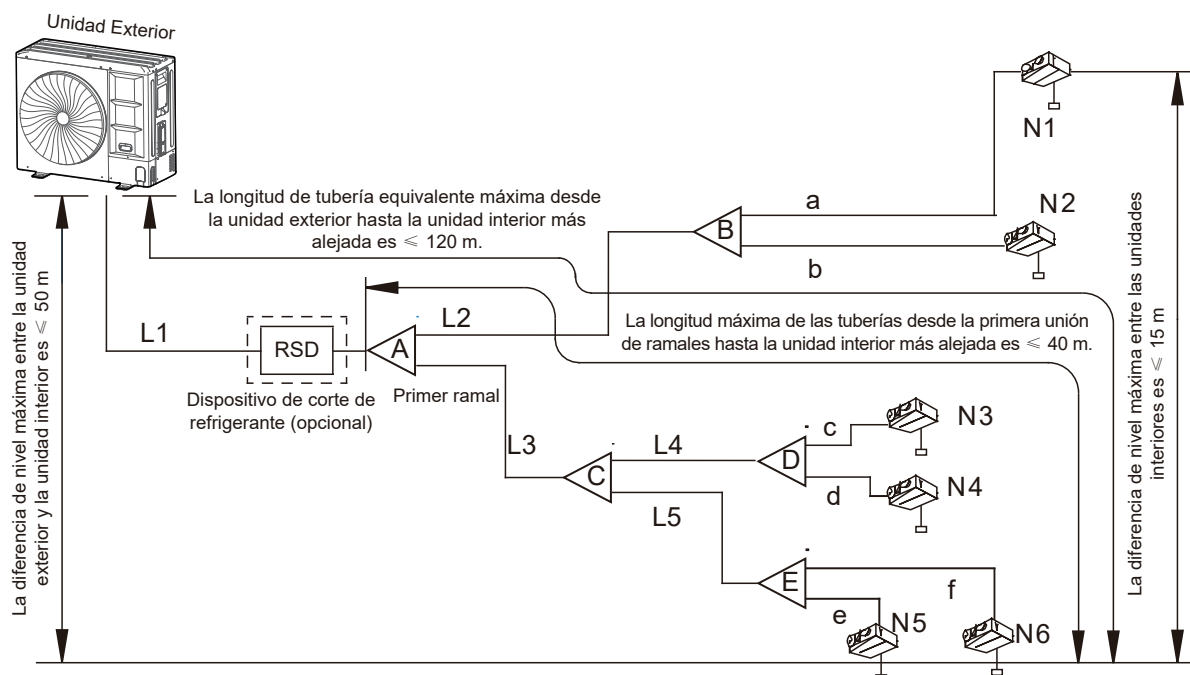 Unidad Exterior
N1
La longitud de tubería equivalente máxima desde
la unidad exterior hasta la unidad interior más
alejada es ≤ 120 m.
a
N2
B
b
La diferencia de nivel máxima entre la unidad
exterior y la unidad interior es ≤ 50 m
La diferencia de nivel máxima entre las unidades
interiores es ≤ 15 m
L1
RSD
A
L2
La longitud máxima de las tuberías desde la primera unión
de ramales hasta la unidad interior más alejada es ≤ 40 m.
Dispositivo de corte de
refrigerante (opcional)
Primer ramal
L3
C
L4
D
c
N3
d
N4
L5
E
f
e
N5
N6